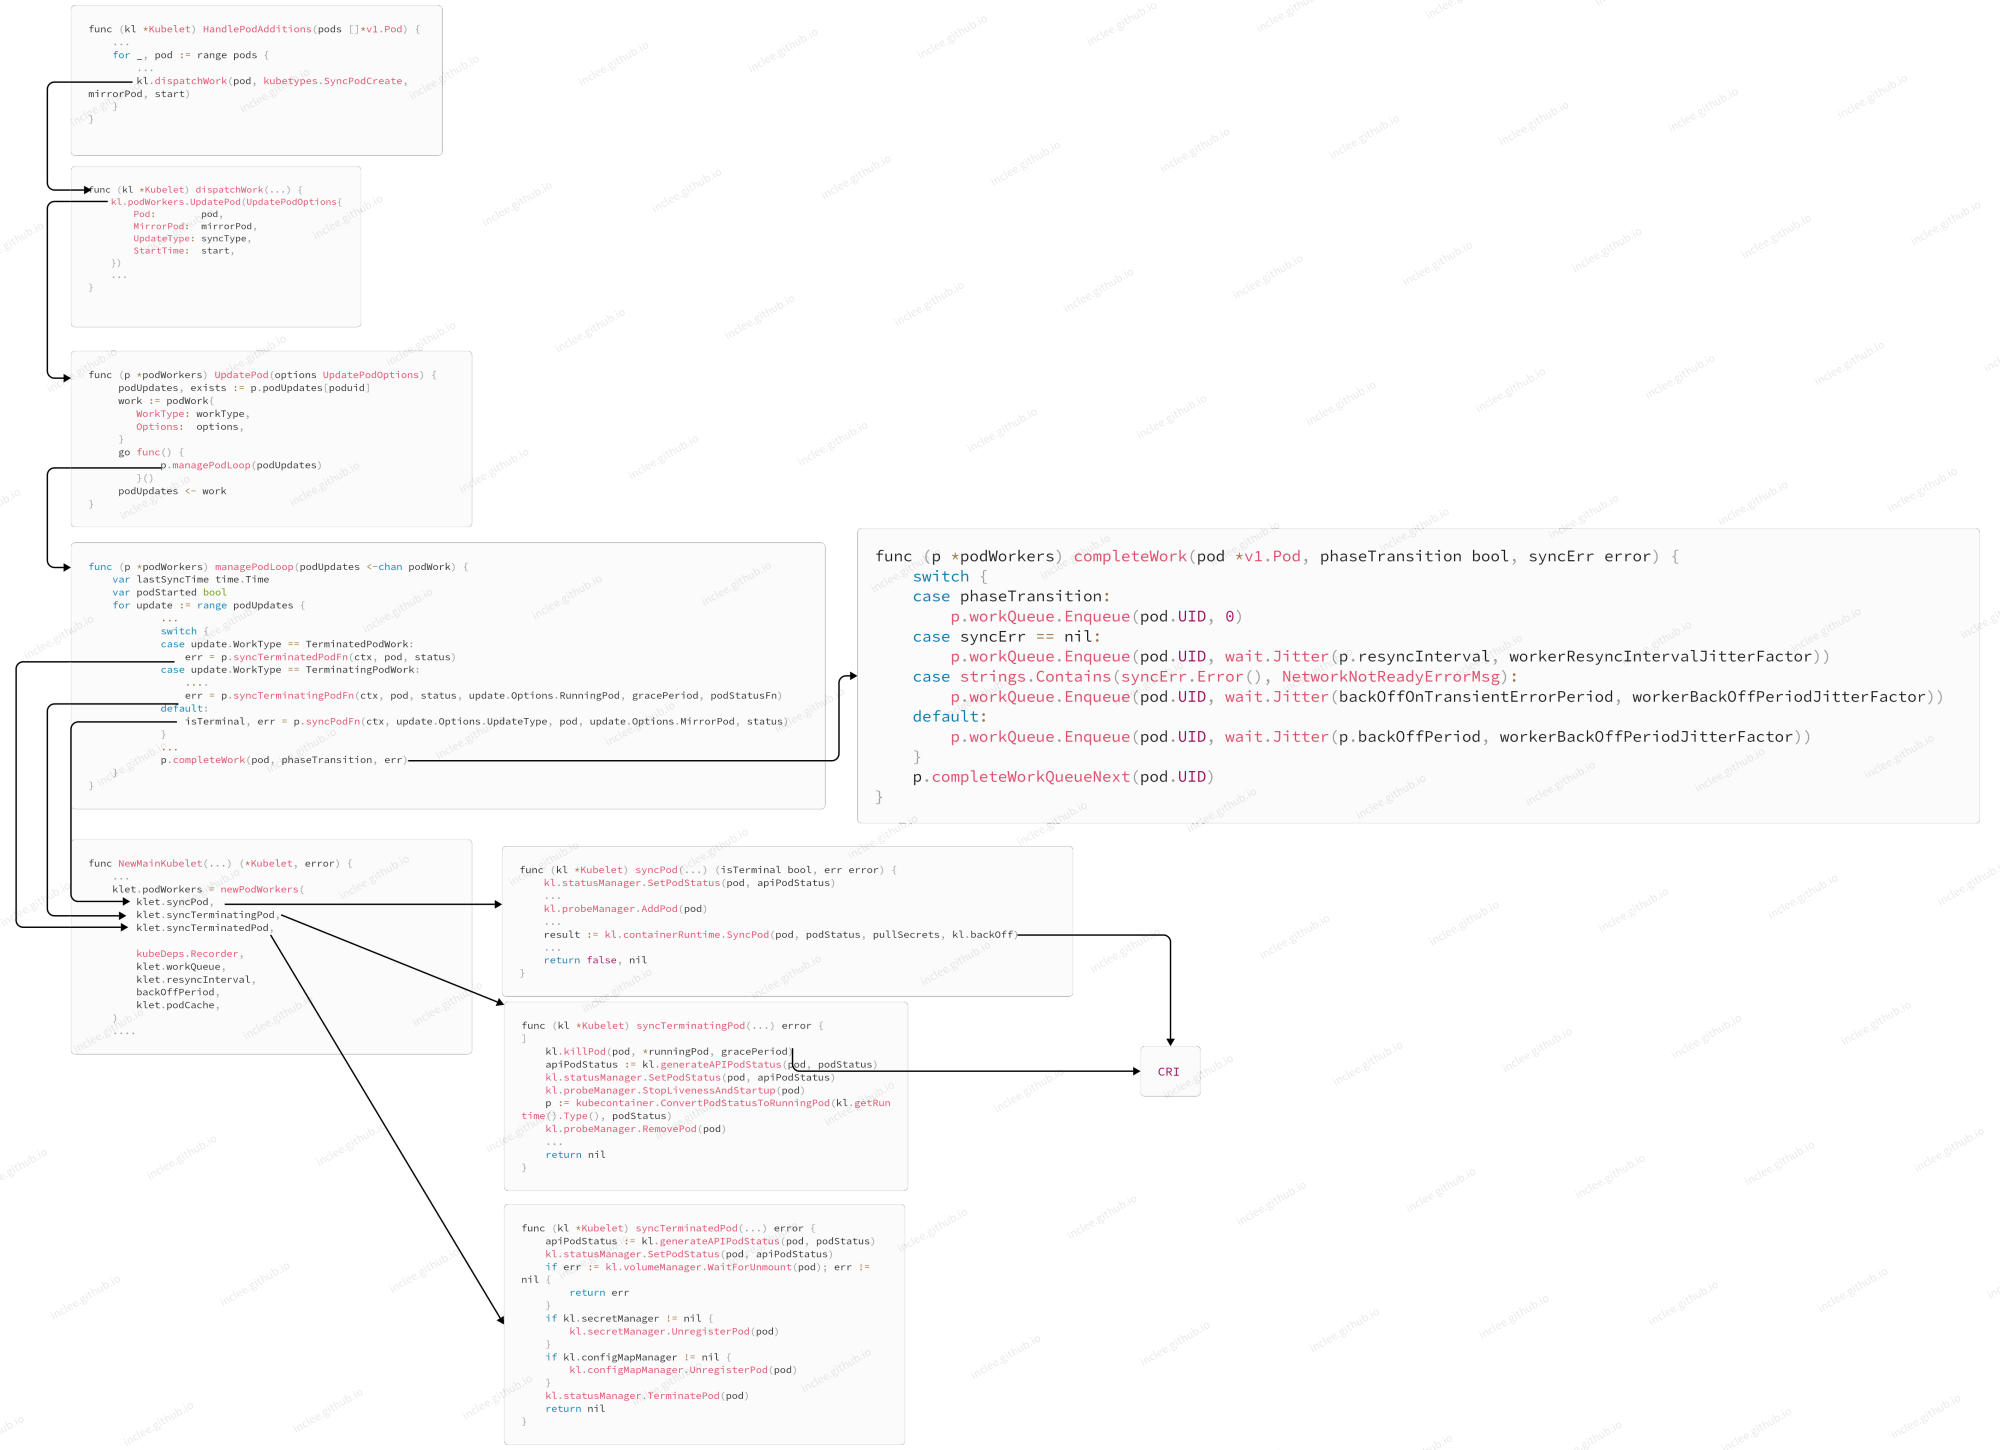 func (kl *Kubelet) HandlePodAdditions(pods []*v1.Pod) {
...
for _, pod := range pods {
...
kl.dispatchWork(pod, kubetypes.SyncPodCreate,
mirrorPod, start)
}
}
func (kl *Kubelet) dispatchWork(...) {
kl.podWorkers.UpdatePod(UpdatePodOptions{
Pod: pod,
MirrorPod: mirrorPod,
UpdateType: syncType,
StartTime: start,
})
...
}
func (p *podWorkers) UpdatePod(options UpdatePodOptions) {
podUpdates, exists := p.podUpdates[poduid]
work := podWork{
WorkType: workType,
Options: options,
}
go func() {
p.managePodLoop(podUpdates)
}()
podUpdates <- work
}
func (p *podWorkers) managePodLoop(podUpdates <-chan podWork) {
var lastSyncTime time.Time
var podStarted bool
for update := range podUpdates {
...
switch {
case update.WorkType == TerminatedPodWork:
err = p.syncTerminatedPodFn(ctx, pod, status)
case update.WorkType == TerminatingPodWork:
....
err = p.syncTerminatingPodFn(ctx, pod, status, update.Options.RunningPod, gracePeriod, podStatusFn)
default:
isTerminal, err = p.syncPodFn(ctx, update.Options.UpdateType, pod, update.Options.MirrorPod, status)
}
...
p.completeWork(pod, phaseTransition, err)
}
}
func (p *podWorkers) completeWork(pod *v1.Pod, phaseTransition bool, syncErr error) {
switch {
case phaseTransition:
p.workQueue.Enqueue(pod.UID, 0)
case syncErr == nil:
p.workQueue.Enqueue(pod.UID, wait.Jitter(p.resyncInterval, workerResyncIntervalJitterFactor))
case strings.Contains(syncErr.Error(), NetworkNotReadyErrorMsg):
p.workQueue.Enqueue(pod.UID, wait.Jitter(backOffOnTransientErrorPeriod, workerBackOffPeriodJitterFactor))
default:
p.workQueue.Enqueue(pod.UID, wait.Jitter(p.backOffPeriod, workerBackOffPeriodJitterFactor))
}
p.completeWorkQueueNext(pod.UID)
}
func NewMainKubelet(...) (*Kubelet, error) {
...
klet.podWorkers = newPodWorkers(
klet.syncPod,
klet.syncTerminatingPod,
klet.syncTerminatedPod,
kubeDeps.Recorder,
klet.workQueue,
klet.resyncInterval,
backOffPeriod,
klet.podCache,
)
....
func (kl *Kubelet) syncPod(...) (isTerminal bool, err error) {
kl.statusManager.SetPodStatus(pod, apiPodStatus)
...
kl.probeManager.AddPod(pod)
...
result := kl.containerRuntime.SyncPod(pod, podStatus, pullSecrets, kl.backOff)
...
return false, nil
}
func (kl *Kubelet) syncTerminatingPod(...) error {
]
kl.killPod(pod, *runningPod, gracePeriod)
apiPodStatus := kl.generateAPIPodStatus(pod, podStatus)
kl.statusManager.SetPodStatus(pod, apiPodStatus)
kl.probeManager.StopLivenessAndStartup(pod)
p := kubecontainer.ConvertPodStatusToRunningPod(kl.getRun
time().Type(), podStatus)
kl.probeManager.RemovePod(pod)
...
return nil
}
CRI
func (kl *Kubelet) syncTerminatedPod(...) error {
apiPodStatus := kl.generateAPIPodStatus(pod, podStatus)
kl.statusManager.SetPodStatus(pod, apiPodStatus)
if err := kl.volumeManager.WaitForUnmount(pod); err !=
nil {
return err
}
if kl.secretManager != nil {
kl.secretManager.UnregisterPod(pod)
}
if kl.configMapManager != nil {
kl.configMapManager.UnregisterPod(pod)
}
kl.statusManager.TerminatePod(pod)
return nil
}
inclee.github.io